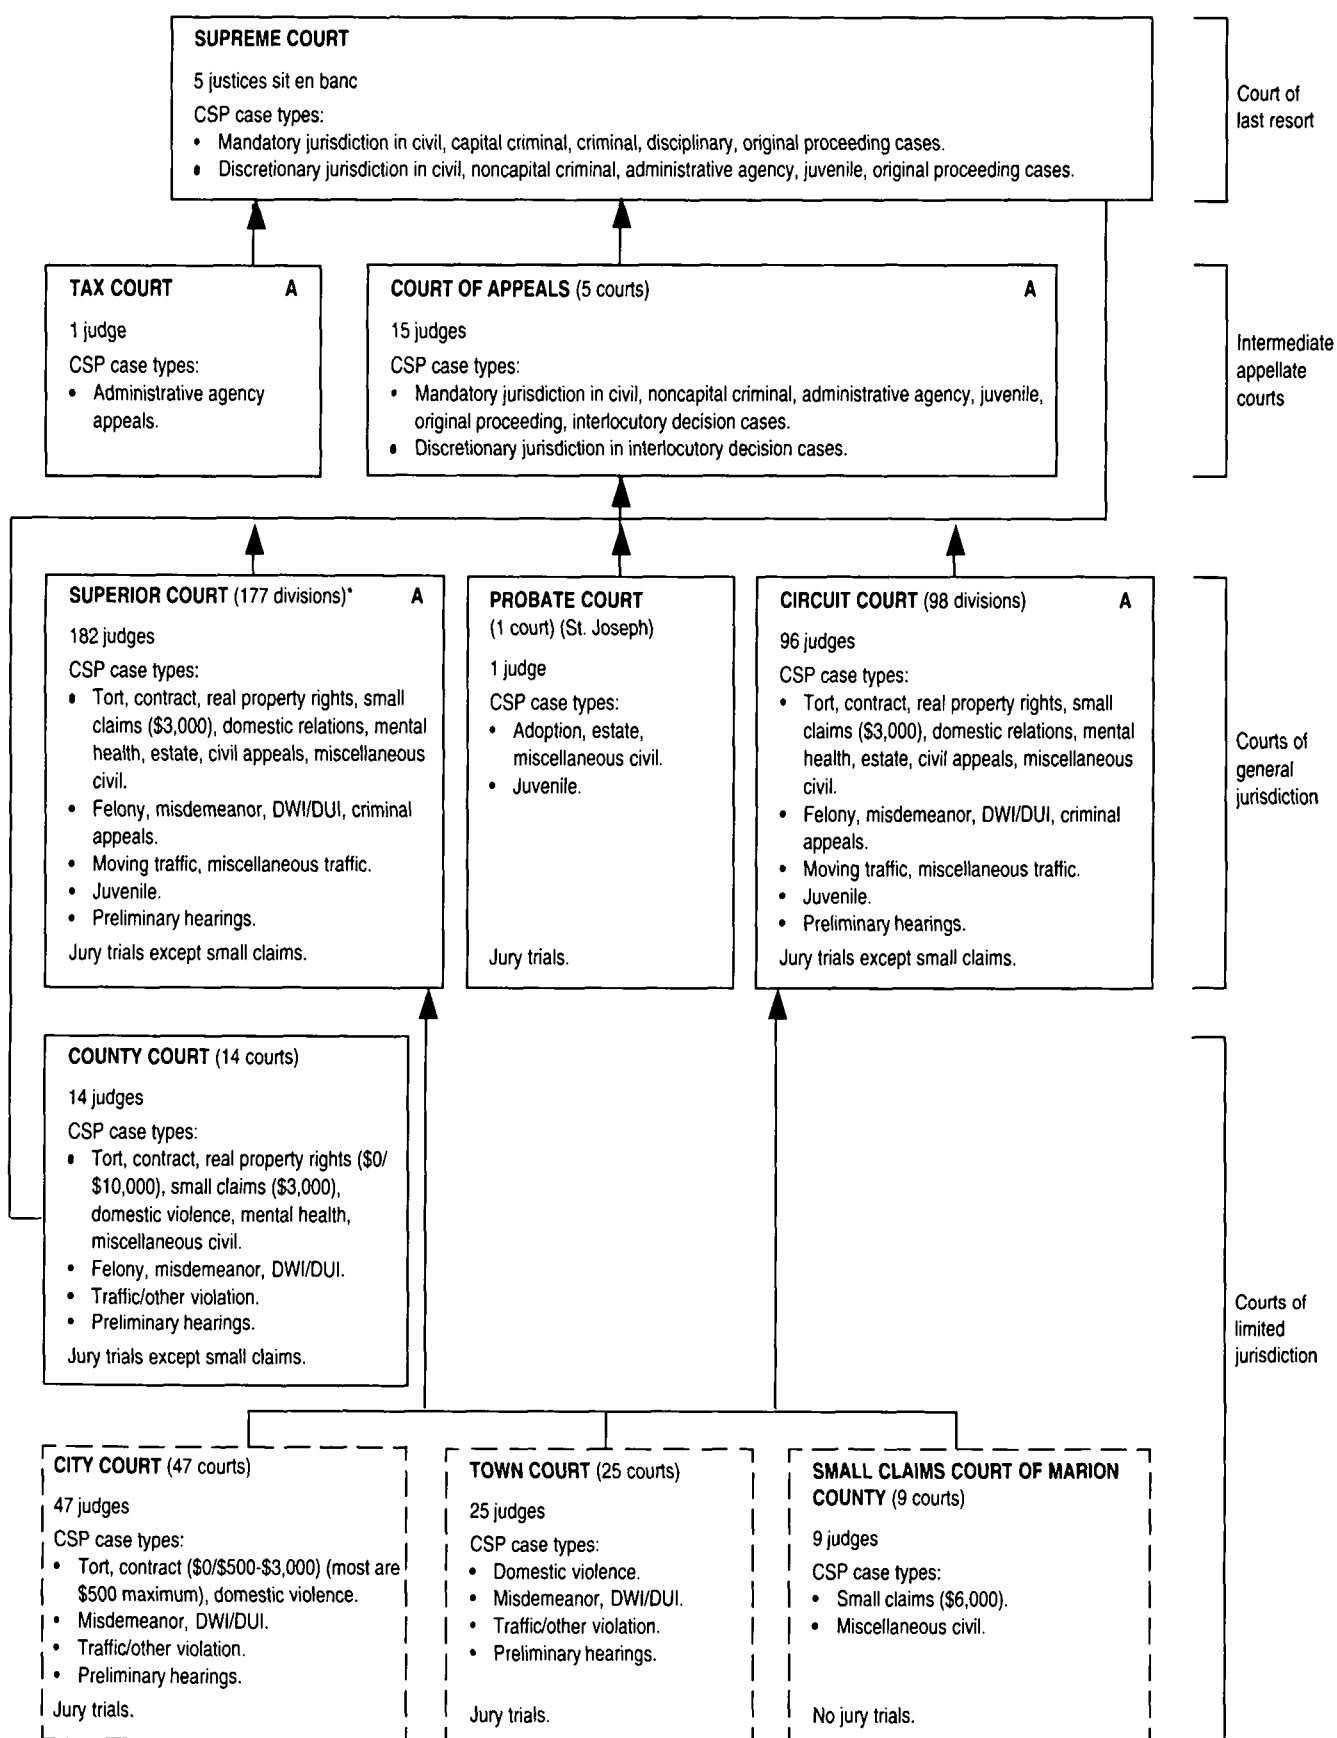 SUPREME COURT
5 justices sit en banc
CSP case types:
• Mandatory jurisdiction in civil, capital criminal, criminal, disciplinary, original proceeding cases.
• Discretionary jurisdiction in civil, noncapital criminal, administrative agency, juvenile, original proceeding cases.
Court of
last resort
TAX COURT A
1 judge
CSP case types:
• Administrative agency
appeals.
COURT OF APPEALS (5 courts) A
15 judges
CSP case types:
• Mandatory jurisdiction in civil, noncapital criminal, administrative agency, juvenile,
original proceeding, interlocutory decision cases.
• Discretionary jurisdiction in interlocutory decision cases.
Intermediate
appellate
courts
SUPERIOR COURT (177 divisions)* A
182 judges
CSP case types:
• Tort, contract, real property rights, small
claims ($3,000), domestic relations, mental
health, estate, civil appeals, miscellaneous
civil.
• Felony, misdemeanor, DWI/DUI, criminal
appeals.
• Moving traffic, miscellaneous traffic.
• Juvenile.
• Preliminary hearings.
Jury trials except small claims.
PROBATE COURT
(1 court) (St. Joseph)
1 judge
CSP case types:
• Adoption, estate,
miscellaneous civil.
• Juvenile.
Jury trials.
CIRCUIT COURT (98 divisions) A
96 judges
CSP case types:
• Tort, contract, real property rights, small
claims ($3,000), domestic relations, mental
health, estate, civil appeals, miscellaneous
civil.
• Felony, misdemeanor, DWI/DUI, criminal
appeals.
• Moving traffic, miscellaneous traffic.
• Juvenile.
• Preliminary hearings.
Jury trials except small claims.
Courts of
general
jurisdiction
COUNTY COURT (14 courts)
14 judges
CSP case types:
• Tort, contract, real property rights ($0/
$10,000), small claims ($3,000),
domestic violence, mental health,
miscellaneous civil.
• Felony, misdemeanor, DWI/DUI.
• Traffic/other violation.
• Preliminary hearings.
Jury trials except small claims.
Courts of
limited
jurisdiction
CITY COURT (47 courts)
47 judges
CSP case types:
• Tort, contract ($0/$500-$3,000) (most are
$500 maximum), domestic violence.
• Misdemeanor, DWI/DUI.
• Traffic/other violation.
• Preliminary hearings.
Jury trials.
TOWN COURT (25 courts)
25 judges
CSP case types:
• Domestic violence.
• Misdemeanor, DWI/DUI.
• Traffic/other violation.
• Preliminary hearings.
Jury trials.
SMALL CLAIMS COURT OF MARION
COUNTY (9 courts)
9 judges
CSP case types:
• Small claims ($6,000).
• Miscellaneous civil.
No jury trials.